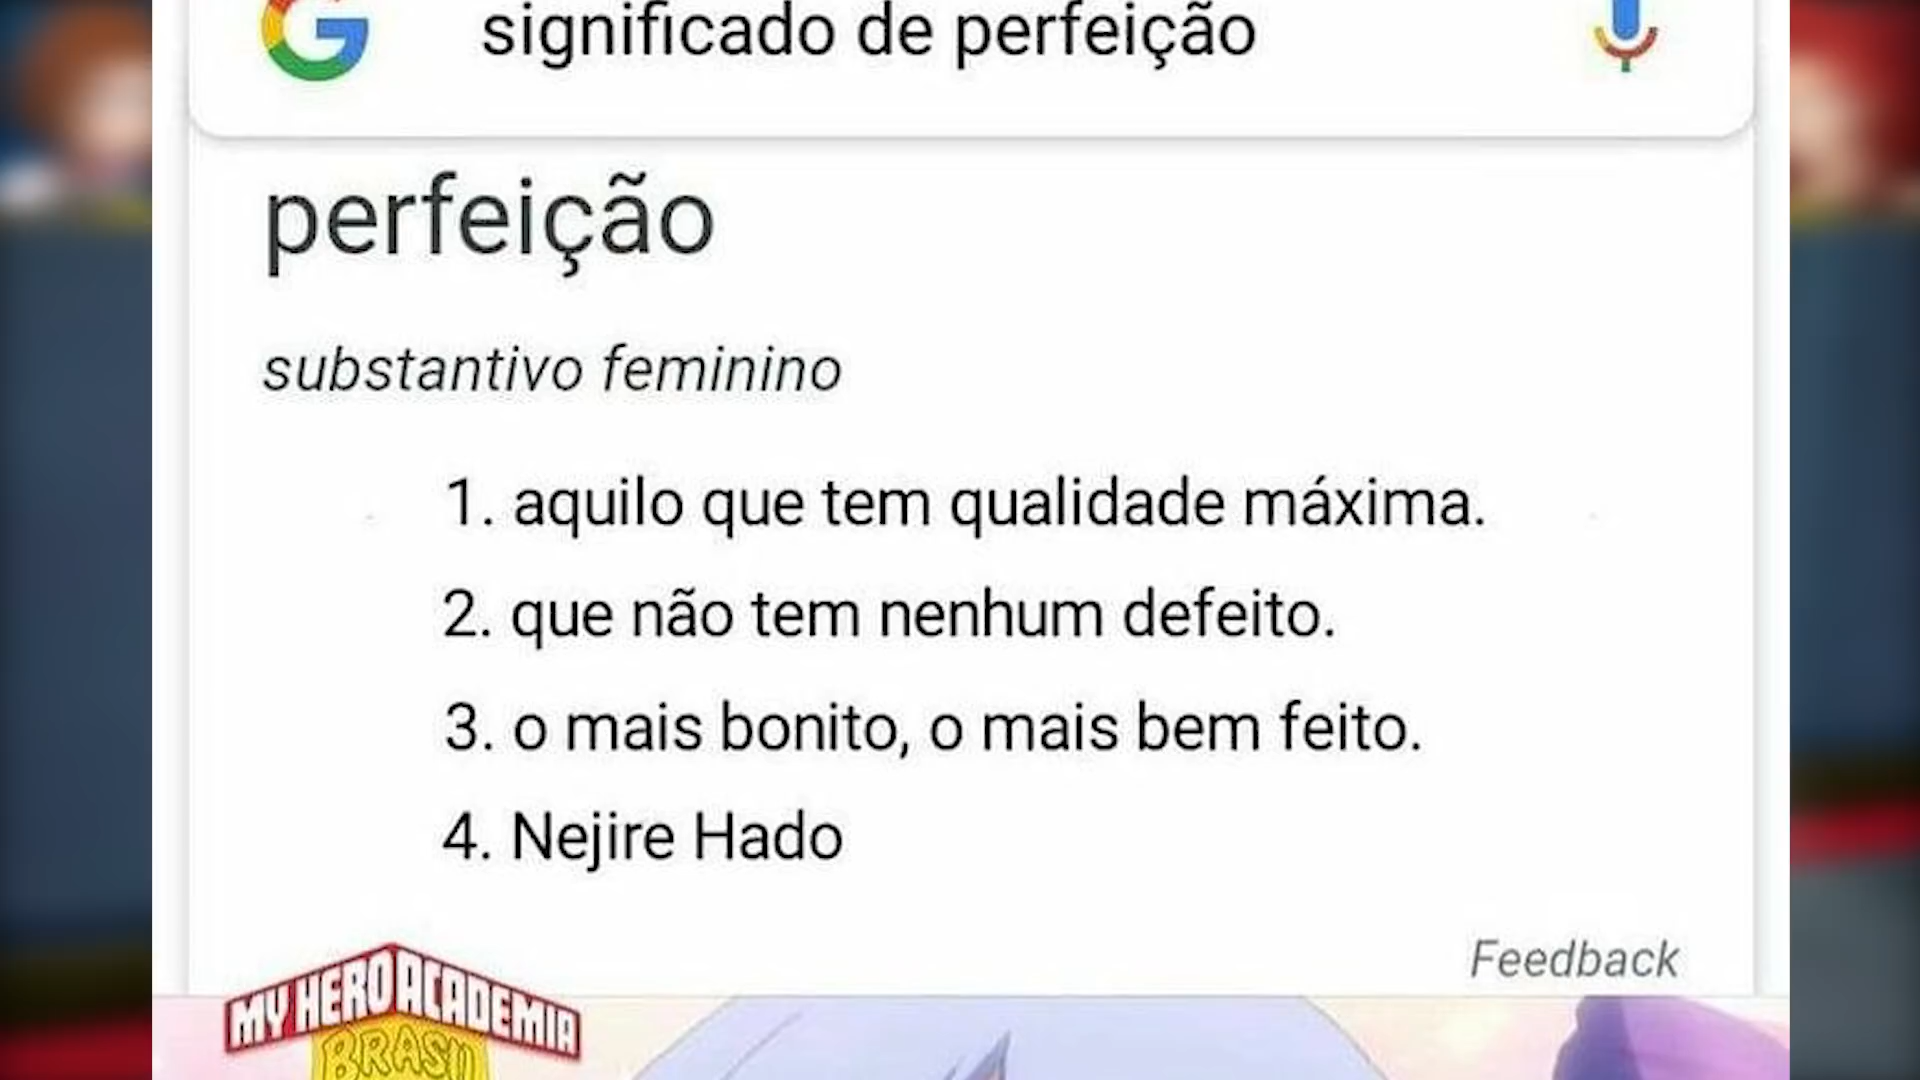 significado de perfeição
perfeição
substantivo feminino
1. aquilo que tem qualidade máxima.
2. que não tem nenhum defeito.
3. o mais bonito, o mais bem feito.
4. Nejire Hado
Feedback
MY HERO ACADEMIA
BRASIL